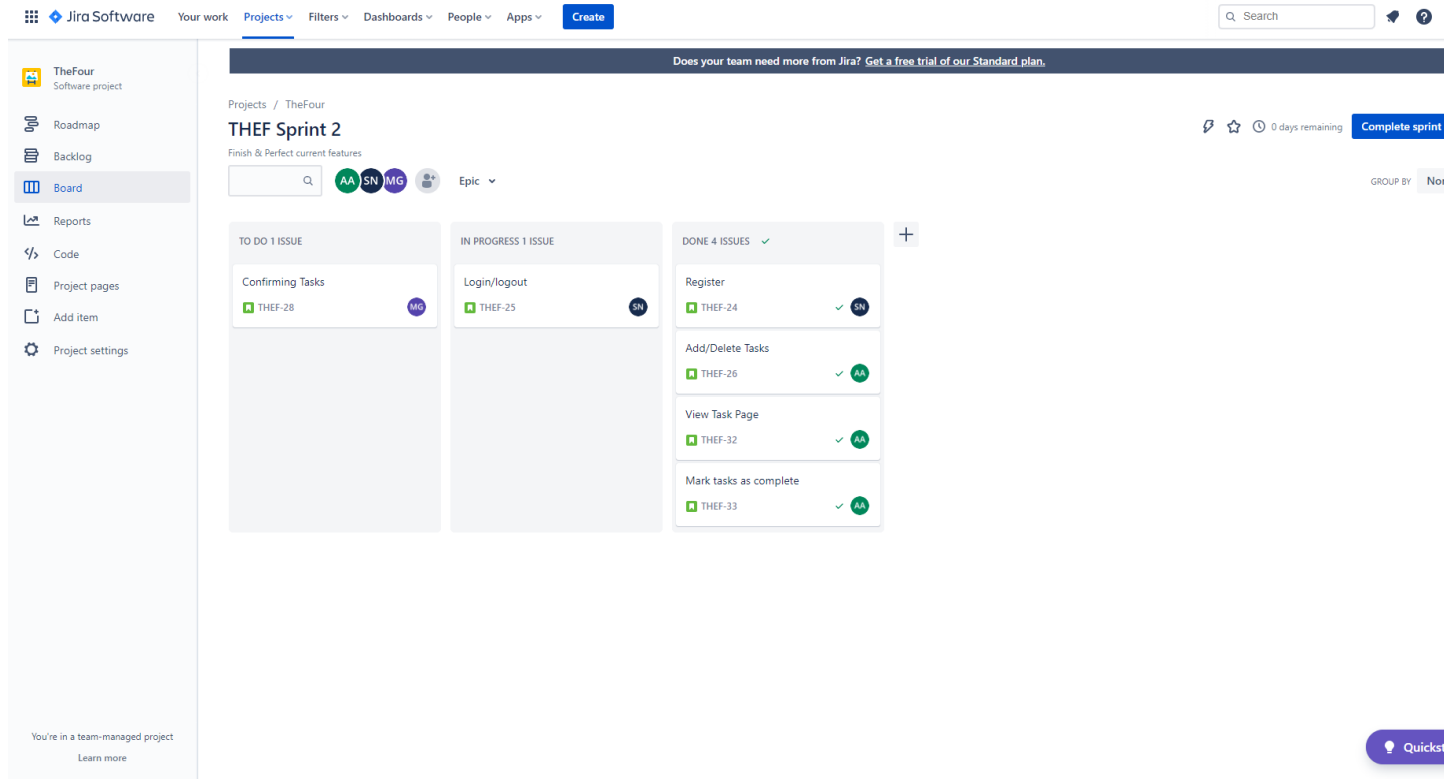 Jira Software Your work Projects Filters Dashboards People Apps Create Search
Does your team need more from Jira? Get a free trial of our Standard plan.
TheFour
Software project
Roadmap
Backlog
Board
Reports
Code
Project pages
Add item
Project settings
You're in a team-managed project
Learn more
Projects / TheFour
THEF Sprint 2
0 days remaining Complete sprint
Finish & Perfect current features
AA SN MG Epic
GROUP BY
TO DO 1 ISSUE
Confirming Tasks
THEF-28 MG
IN PROGRESS 1 ISSUE
Login/logout
THEF-25 SN
DONE 4 ISSUES
Register
THEF-24 SN
Add/Delete Tasks
THEF-26 AA
View Task Page
THEF-32 AA
Mark tasks as complete
THEF-33 AA